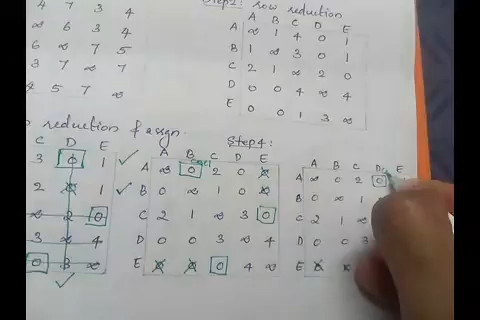 4 7 3 4
∞ 6 3 4
6 ∞ 7 5
3 7 ∞ 7
4 5 7 ∞
Step2: row reduction
A B C D E
A ∞ 1 4 0 1
B 1 ∞ 3 0 1
C 2 1 ∞ 2 0
D 0 0 4 ∞ 4
E 0 0 1 3 ∞
reduction & assgn.
C D E
3 0 1
2 0 1
∞ 2 0
3 ∞ 4
0 3 ∞
Step4:
A B C D E
A ∞ 0 2 0 0
B 0 ∞ 1 0 0
C 2 1 ∞ 3 0
D 0 0 3 ∞ 4
E 0 0 0 4 ∞
A B C D E
A ∞ 0 2 0
B 0 ∞ 1
C 2 1 ∞
D 0 0 3
E 0